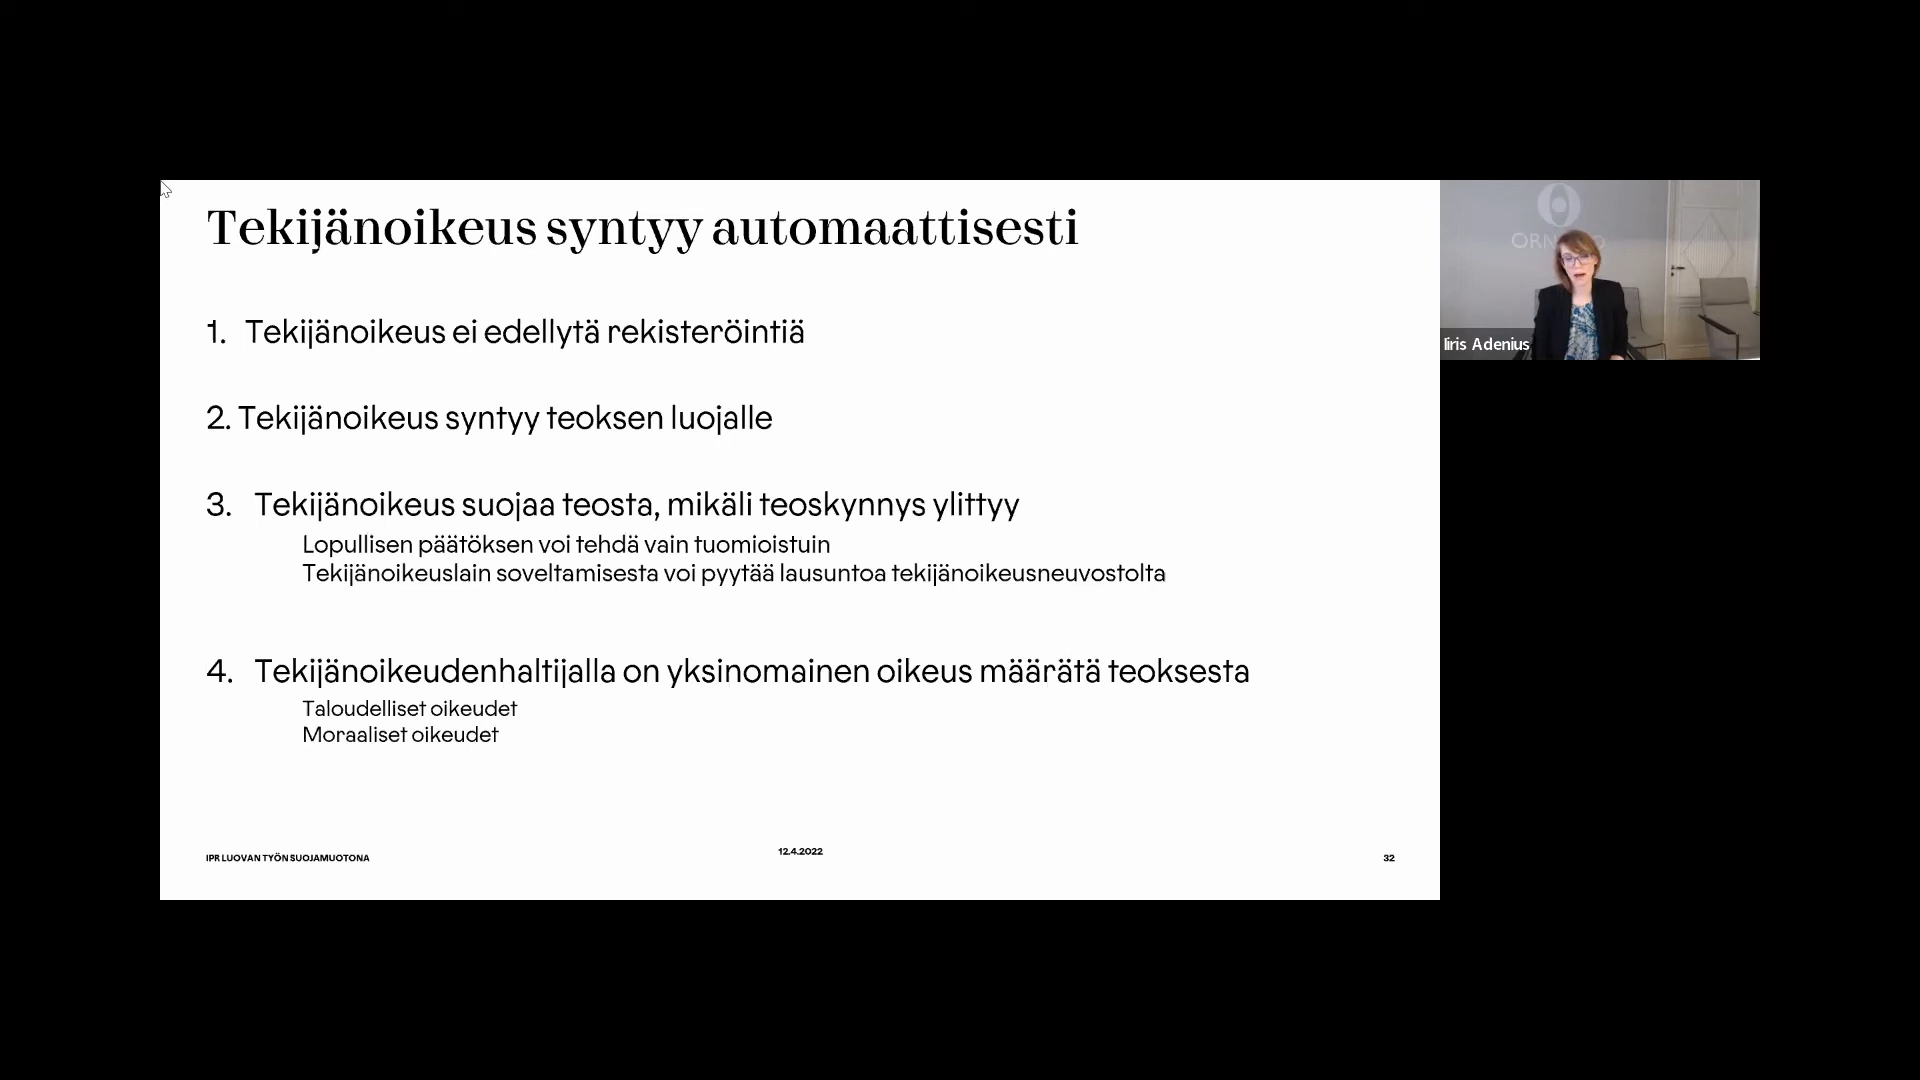 Tekijänoikeus syntyy automaattisesti
1. Tekijänoikeus ei edellytä rekisteröintiä
2. Tekijänoikeus syntyy teoksen luojalle
3. Tekijänoikeus suojaa teosta, mikäli teoskynnys ylittyy
Lopullisen päätöksen voi tehdä vain tuomioistuin
Tekijänoikeuslain soveltamisesta voi pyytää lausuntoa tekijänoikeusneuvostolta
4. Tekijänoikeudenhaltijalla on yksinomainen oikeus määrätä teoksesta
Taloudelliset oikeudet
Moraaliset oikeudet
IPR LUOVAN TYÖN SUOJAMUOTONA
12.4.2022
32
Iiris Adenius